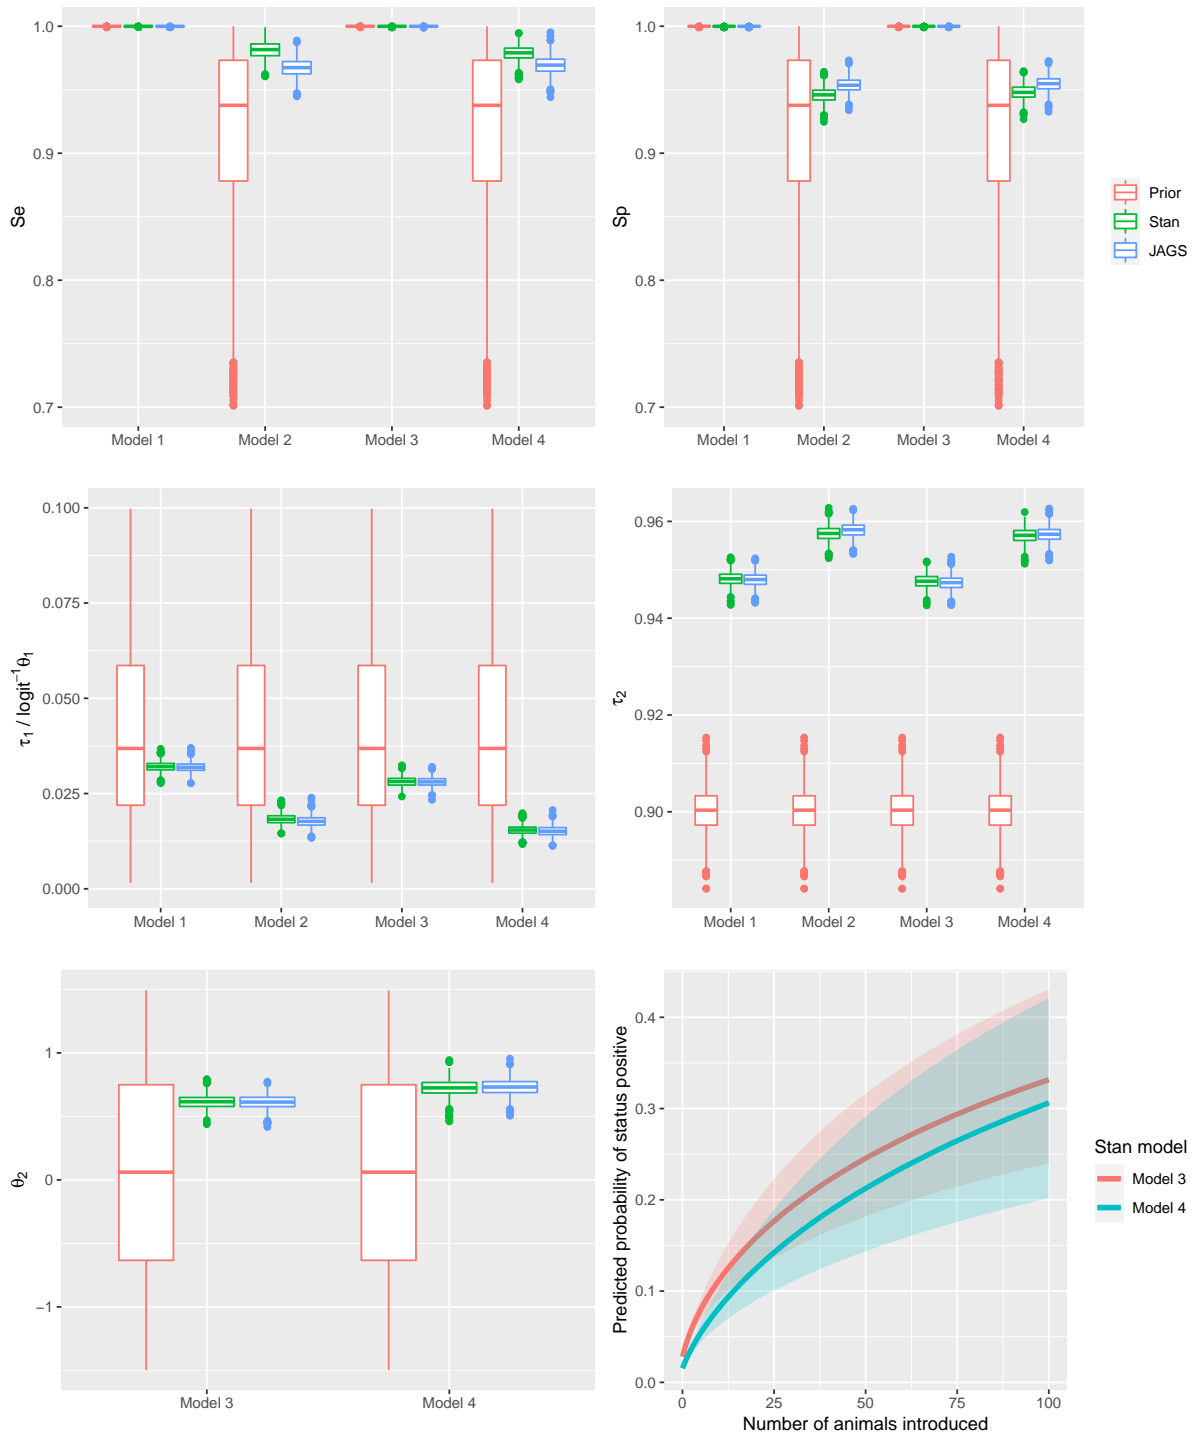 Se
1.0
0.9
0.8
0.7
Model 1
Model 2
Model 3
Model 4
Sp
1.0
0.9
0.8
0.7
Model 1
Model 2
Model 3
Model 4
Prior
Stan
JAGS
τ₁ / logit⁻¹θ₁
0.100
0.075
0.050
0.025
0.000
Model 1
Model 2
Model 3
Model 4
τ₂
0.96
0.94
0.92
0.90
Model 1
Model 2
Model 3
Model 4
θ₂
1
0
−1
Model 3
Model 4
Predicted probability of status positive
0.4
0.3
0.2
0.1
0.0
0
25
50
75
100
Number of animals introduced
Stan model
Model 3
Model 4